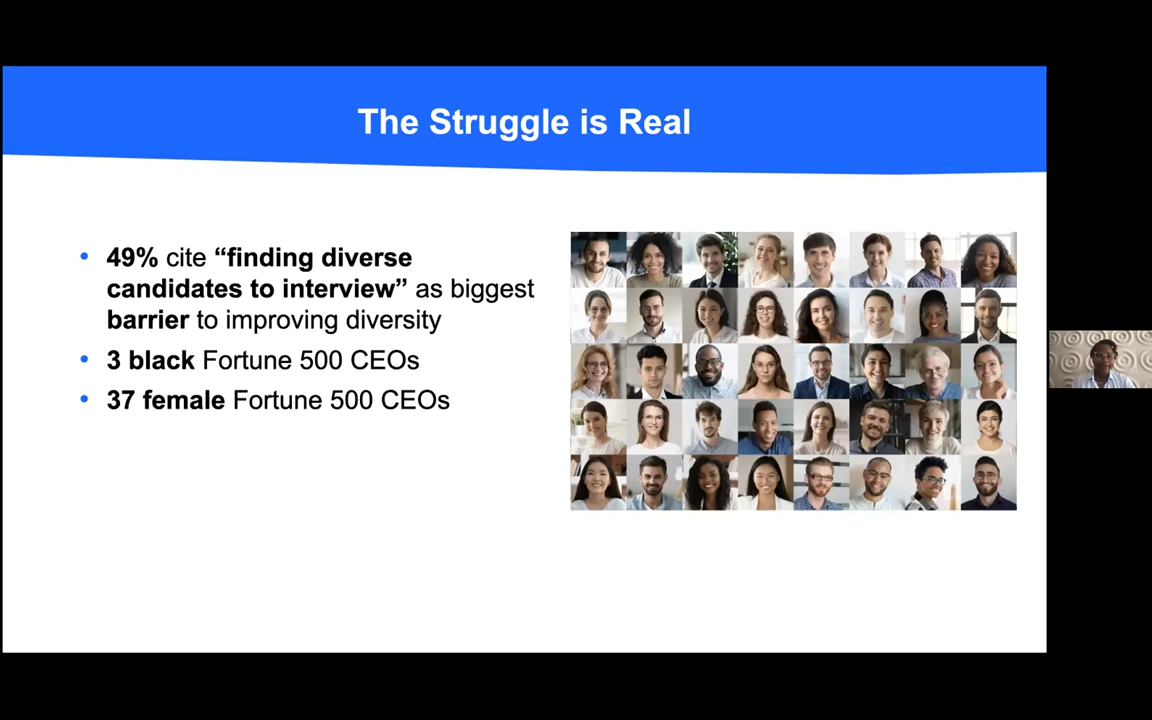 The Struggle is Real
• 49% cite “finding diverse
candidates to interview” as biggest
barrier to improving diversity
• 3 black Fortune 500 CEOs
• 37 female Fortune 500 CEOs